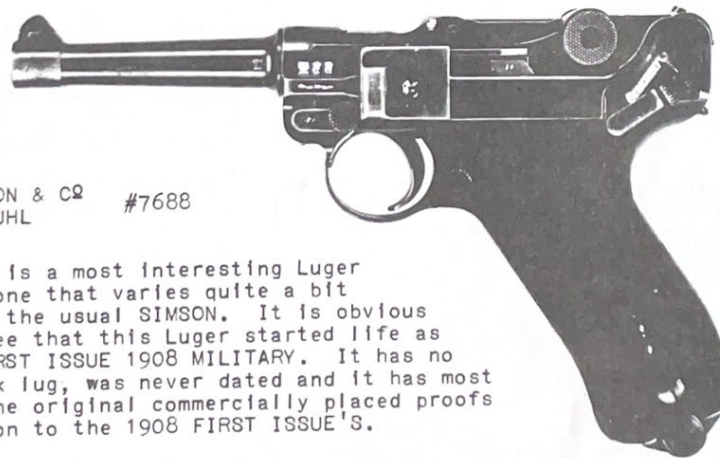 ON & Cº #7688
UHL
is a most interesting Luger
one that varies quite a bit
the usual SIMSON. It is obvious
ee that this Luger started life as
RST ISSUE 1908 MILITARY. It has no
k lug, was never dated and it has most
he original commercially placed proofs
on to the 1908 FIRST ISSUE'S.